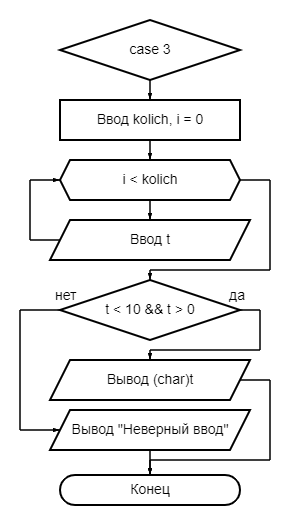 case 3
Ввод kolich, i = 0
i < kolich
Ввод t
нет
да
t < 10 && t > 0
Вывод (char)t
Вывод "Неверный ввод"
Конец